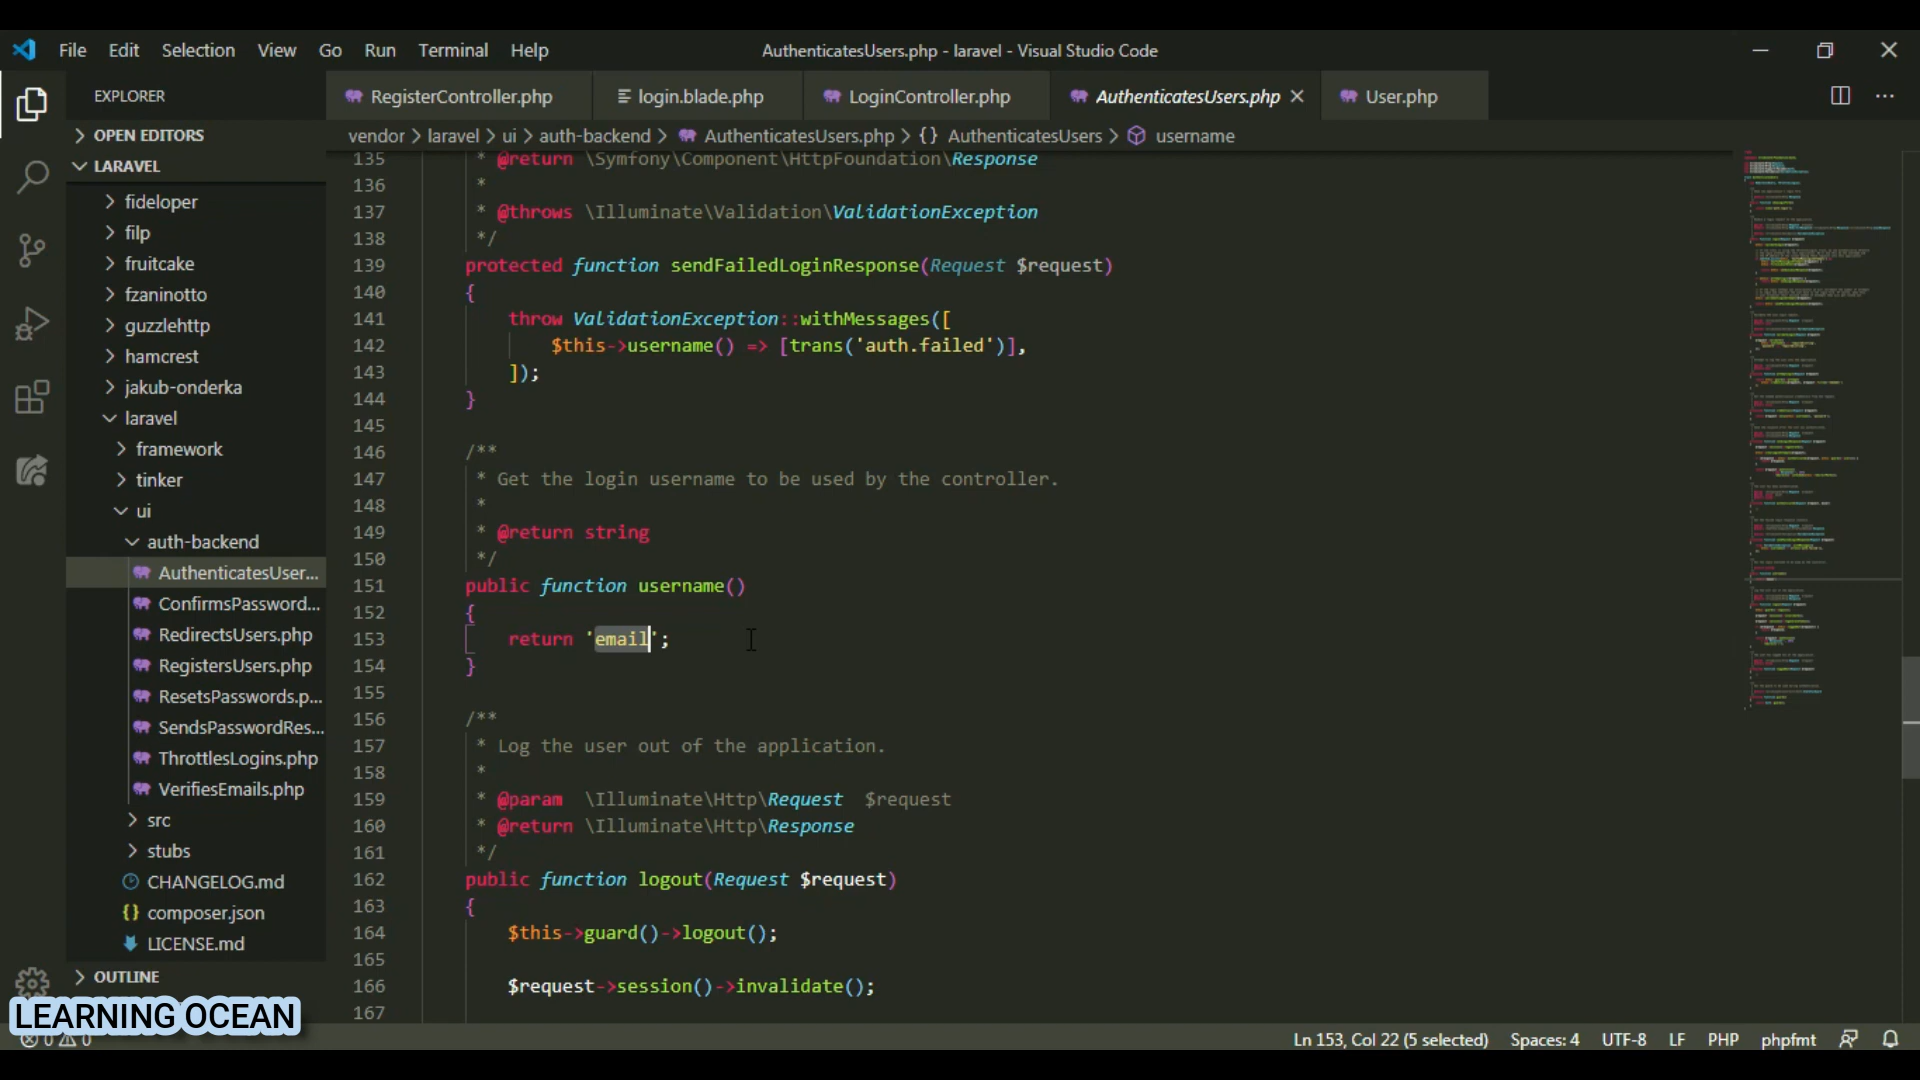 File Edit Selection View Go Run Terminal Help
AuthenticatesUsers.php - laravel - Visual Studio Code
EXPLORER
RegisterController.php
login.blade.php
LoginController.php
AuthenticatesUsers.php
User.php
OPEN EDITORS
LARAVEL
vendor > laravel > ui > auth-backend > AuthenticatesUsers.php > {} AuthenticatesUsers > username
fideloper
filp
fruitcake
fzaninotto
guzzlehttp
hamcrest
jakub-onderka
laravel
framework
tinker
ui
auth-backend
AuthenticatesUser...
ConfirmsPassword...
RedirectsUsers.php
RegistersUsers.php
ResetsPasswords.p...
SendsPasswordRes...
ThrottlesLogins.php
VerifiesEmails.php
src
stubs
CHANGELOG.md
{} composer.json
LICENSE.md
OUTLINE
135 * @return \Symfony\Component\HttpFoundation\Response
136 *
137 * @throws \Illuminate\Validation\ValidationException
138 */
139 protected function sendFailedLoginResponse(Request $request)
140 {
141 throw ValidationException::withMessages([
142 $this->username() => [trans('auth.failed')],
143 ]);
144 }
145
146 /**
147 * Get the login username to be used by the controller.
148 *
149 * @return string
150 */
151 public function username()
152 {
153 return 'email';
154 }
155
156 /**
157 * Log the user out of the application.
158 *
159 * @param \Illuminate\Http\Request $request
160 * @return \Illuminate\Http\Response
161 */
162 public function logout(Request $request)
163 {
164 $this->guard()->logout();
165
166 $request->session()->invalidate();
167
LEARNING OCEAN
0 0
Ln 153, Col 22 (5 selected) Spaces: 4 UTF-8 LF PHP phpfmt